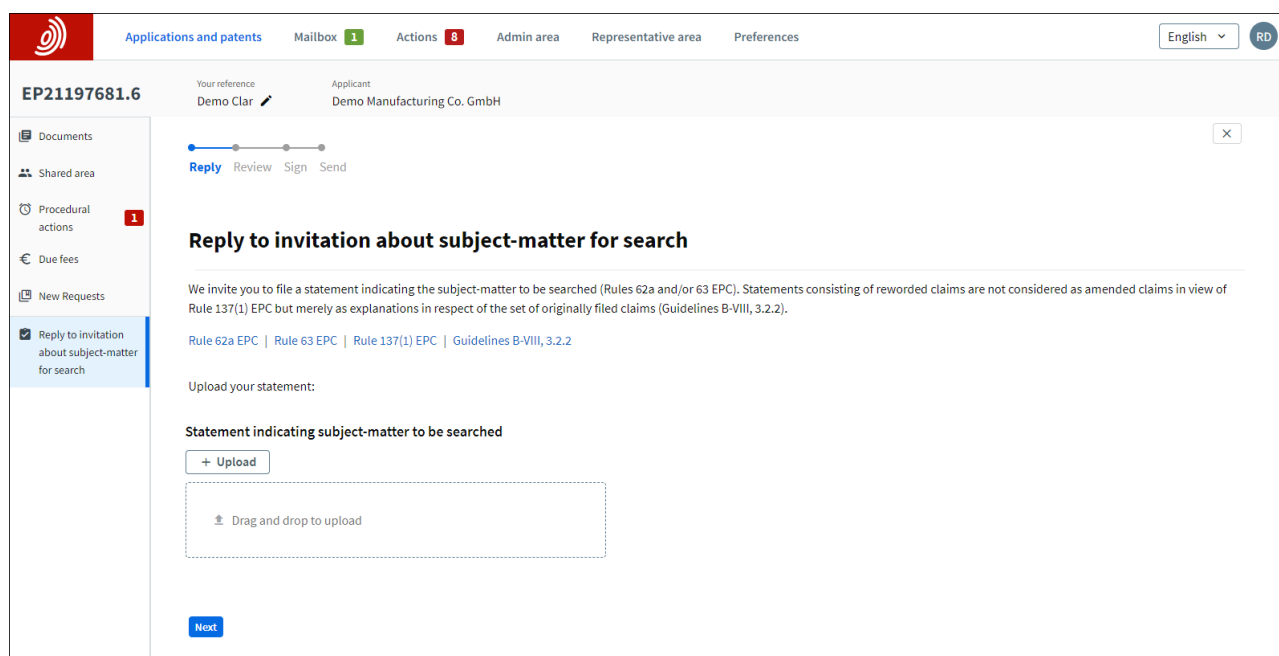 Applications and patents Mailbox 1 Actions 8 Admin area Representative area Preferences English RD
EP21197681.6
Your reference
Demo Clar
Applicant
Demo Manufacturing Co. GmbH
Documents
Shared area
Procedural
actions
1
Due fees
New Requests
Reply to invitation
about subject-matter
for search
Reply Review Sign Send
Reply to invitation about subject-matter for search
We invite you to file a statement indicating the subject-matter to be searched (Rules 62a and/or 63 EPC). Statements consisting of reworded claims are not considered as amended claims in view of
Rule 137(1) EPC but merely as explanations in respect of the set of originally filed claims (Guidelines B-VIII, 3.2.2).
Rule 62a EPC | Rule 63 EPC | Rule 137(1) EPC | Guidelines B-VIII, 3.2.2
Upload your statement:
Statement indicating subject-matter to be searched
+ Upload
Drag and drop to upload
Next